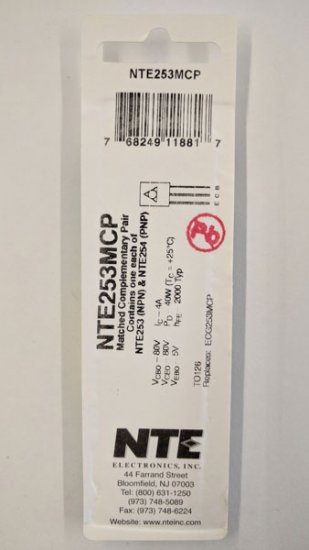 NTE253MCP
7 68249 11881 7
E C B
NTE253MCP
Matched Complementary Pair
Contains one each of
NTE253 (NPN) & NTE254 (PNP)
VCBO – 80V IC – 4A
VCEO – 80V PD 40W (TC = +25°C)
VEBO 5V hFE 2000 Typ
TO126
Replaces: ECG253MCP
Pb
NTE
ELECTRONICS, INC.
44 Farrand Street
Bloomfield, NJ 07003
Tel: (800) 631-1250
(973) 748-5089
Fax: (973) 748-6224
Website: www.nteinc.com